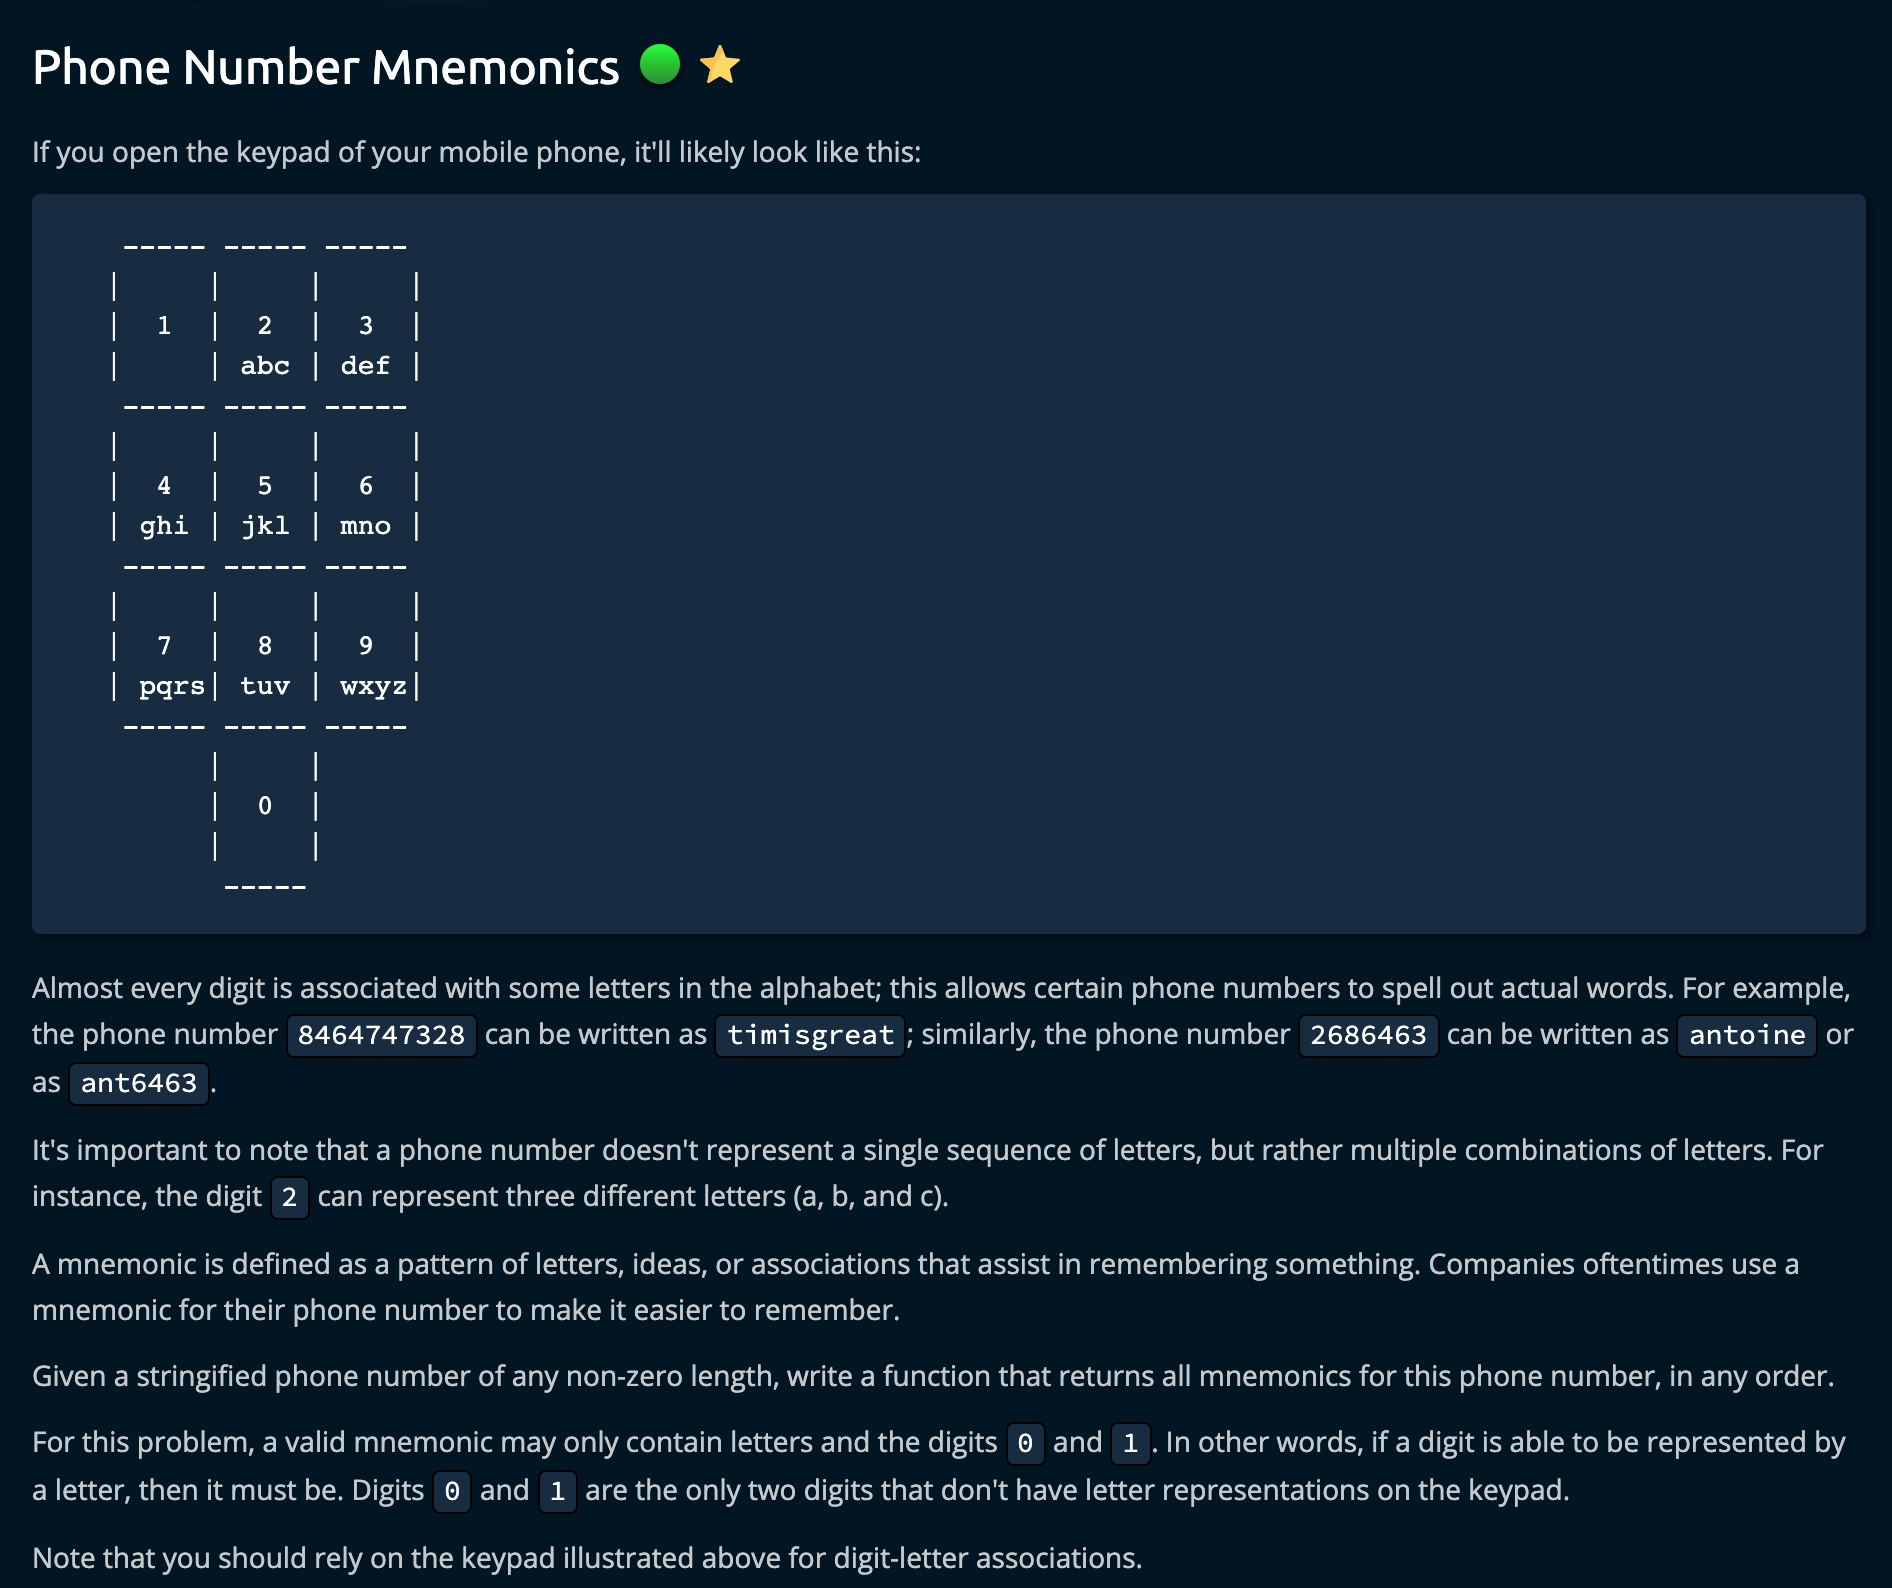 Phone Number Mnemonics
If you open the keypad of your mobile phone, it'll likely look like this:
 ----- ----- -----
|     |     |     |
|  1  |  2  |  3  |
|     | abc | def |
 ----- ----- -----
|     |     |     |
|  4  |  5  |  6  |
| ghi | jkl | mno |
 ----- ----- -----
|     |     |     |
|  7  |  8  |  9  |
| pqrs| tuv | wxyz|
 ----- ----- -----
      |     |
      |  0  |
      |     |
       -----
Almost every digit is associated with some letters in the alphabet; this allows certain phone numbers to spell out actual words. For example,
the phone number 8464747328 can be written as timisgreat; similarly, the phone number 2686463 can be written as antoine or
as ant6463.
It's important to note that a phone number doesn't represent a single sequence of letters, but rather multiple combinations of letters. For
instance, the digit 2 can represent three different letters (a, b, and c).
A mnemonic is defined as a pattern of letters, ideas, or associations that assist in remembering something. Companies oftentimes use a
mnemonic for their phone number to make it easier to remember.
Given a stringified phone number of any non-zero length, write a function that returns all mnemonics for this phone number, in any order.
For this problem, a valid mnemonic may only contain letters and the digits 0 and 1. In other words, if a digit is able to be represented by
a letter, then it must be. Digits 0 and 1 are the only two digits that don't have letter representations on the keypad.
Note that you should rely on the keypad illustrated above for digit-letter associations.